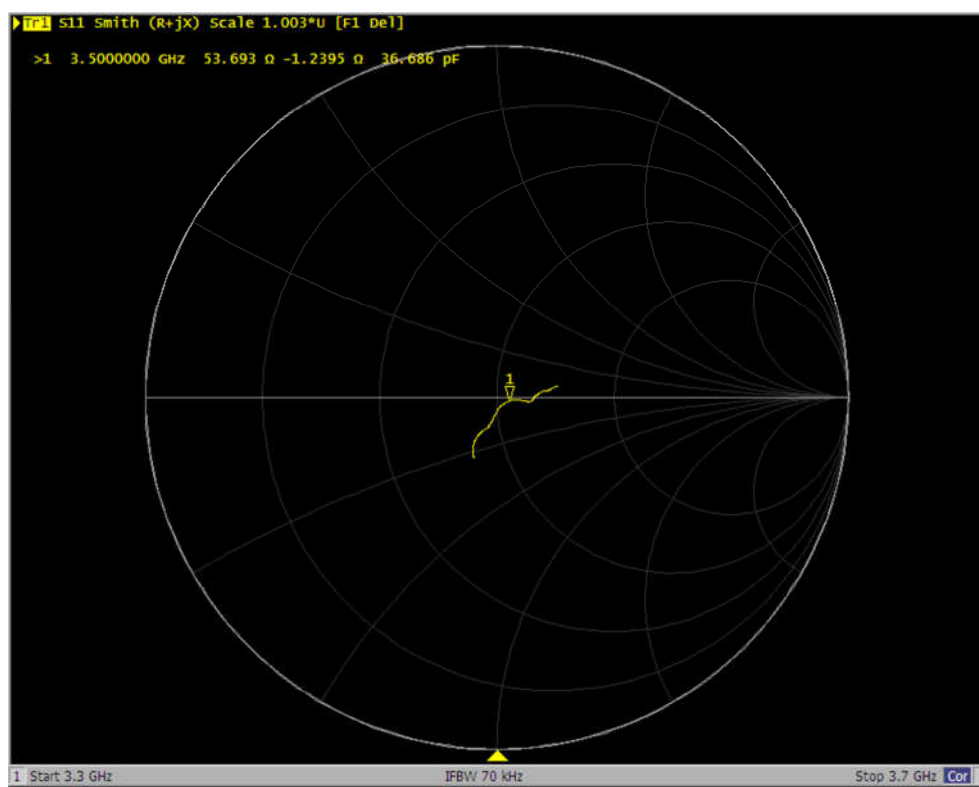 Tr1 S11 Smith (R+jX) Scale 1.003*U [F1 Del]
>1 3.5000000 GHz 53.693 Ω -1.2395 Ω 36.686 pF
1
1 Start 3.3 GHz IFBW 70 kHz Stop 3.7 GHz Cor